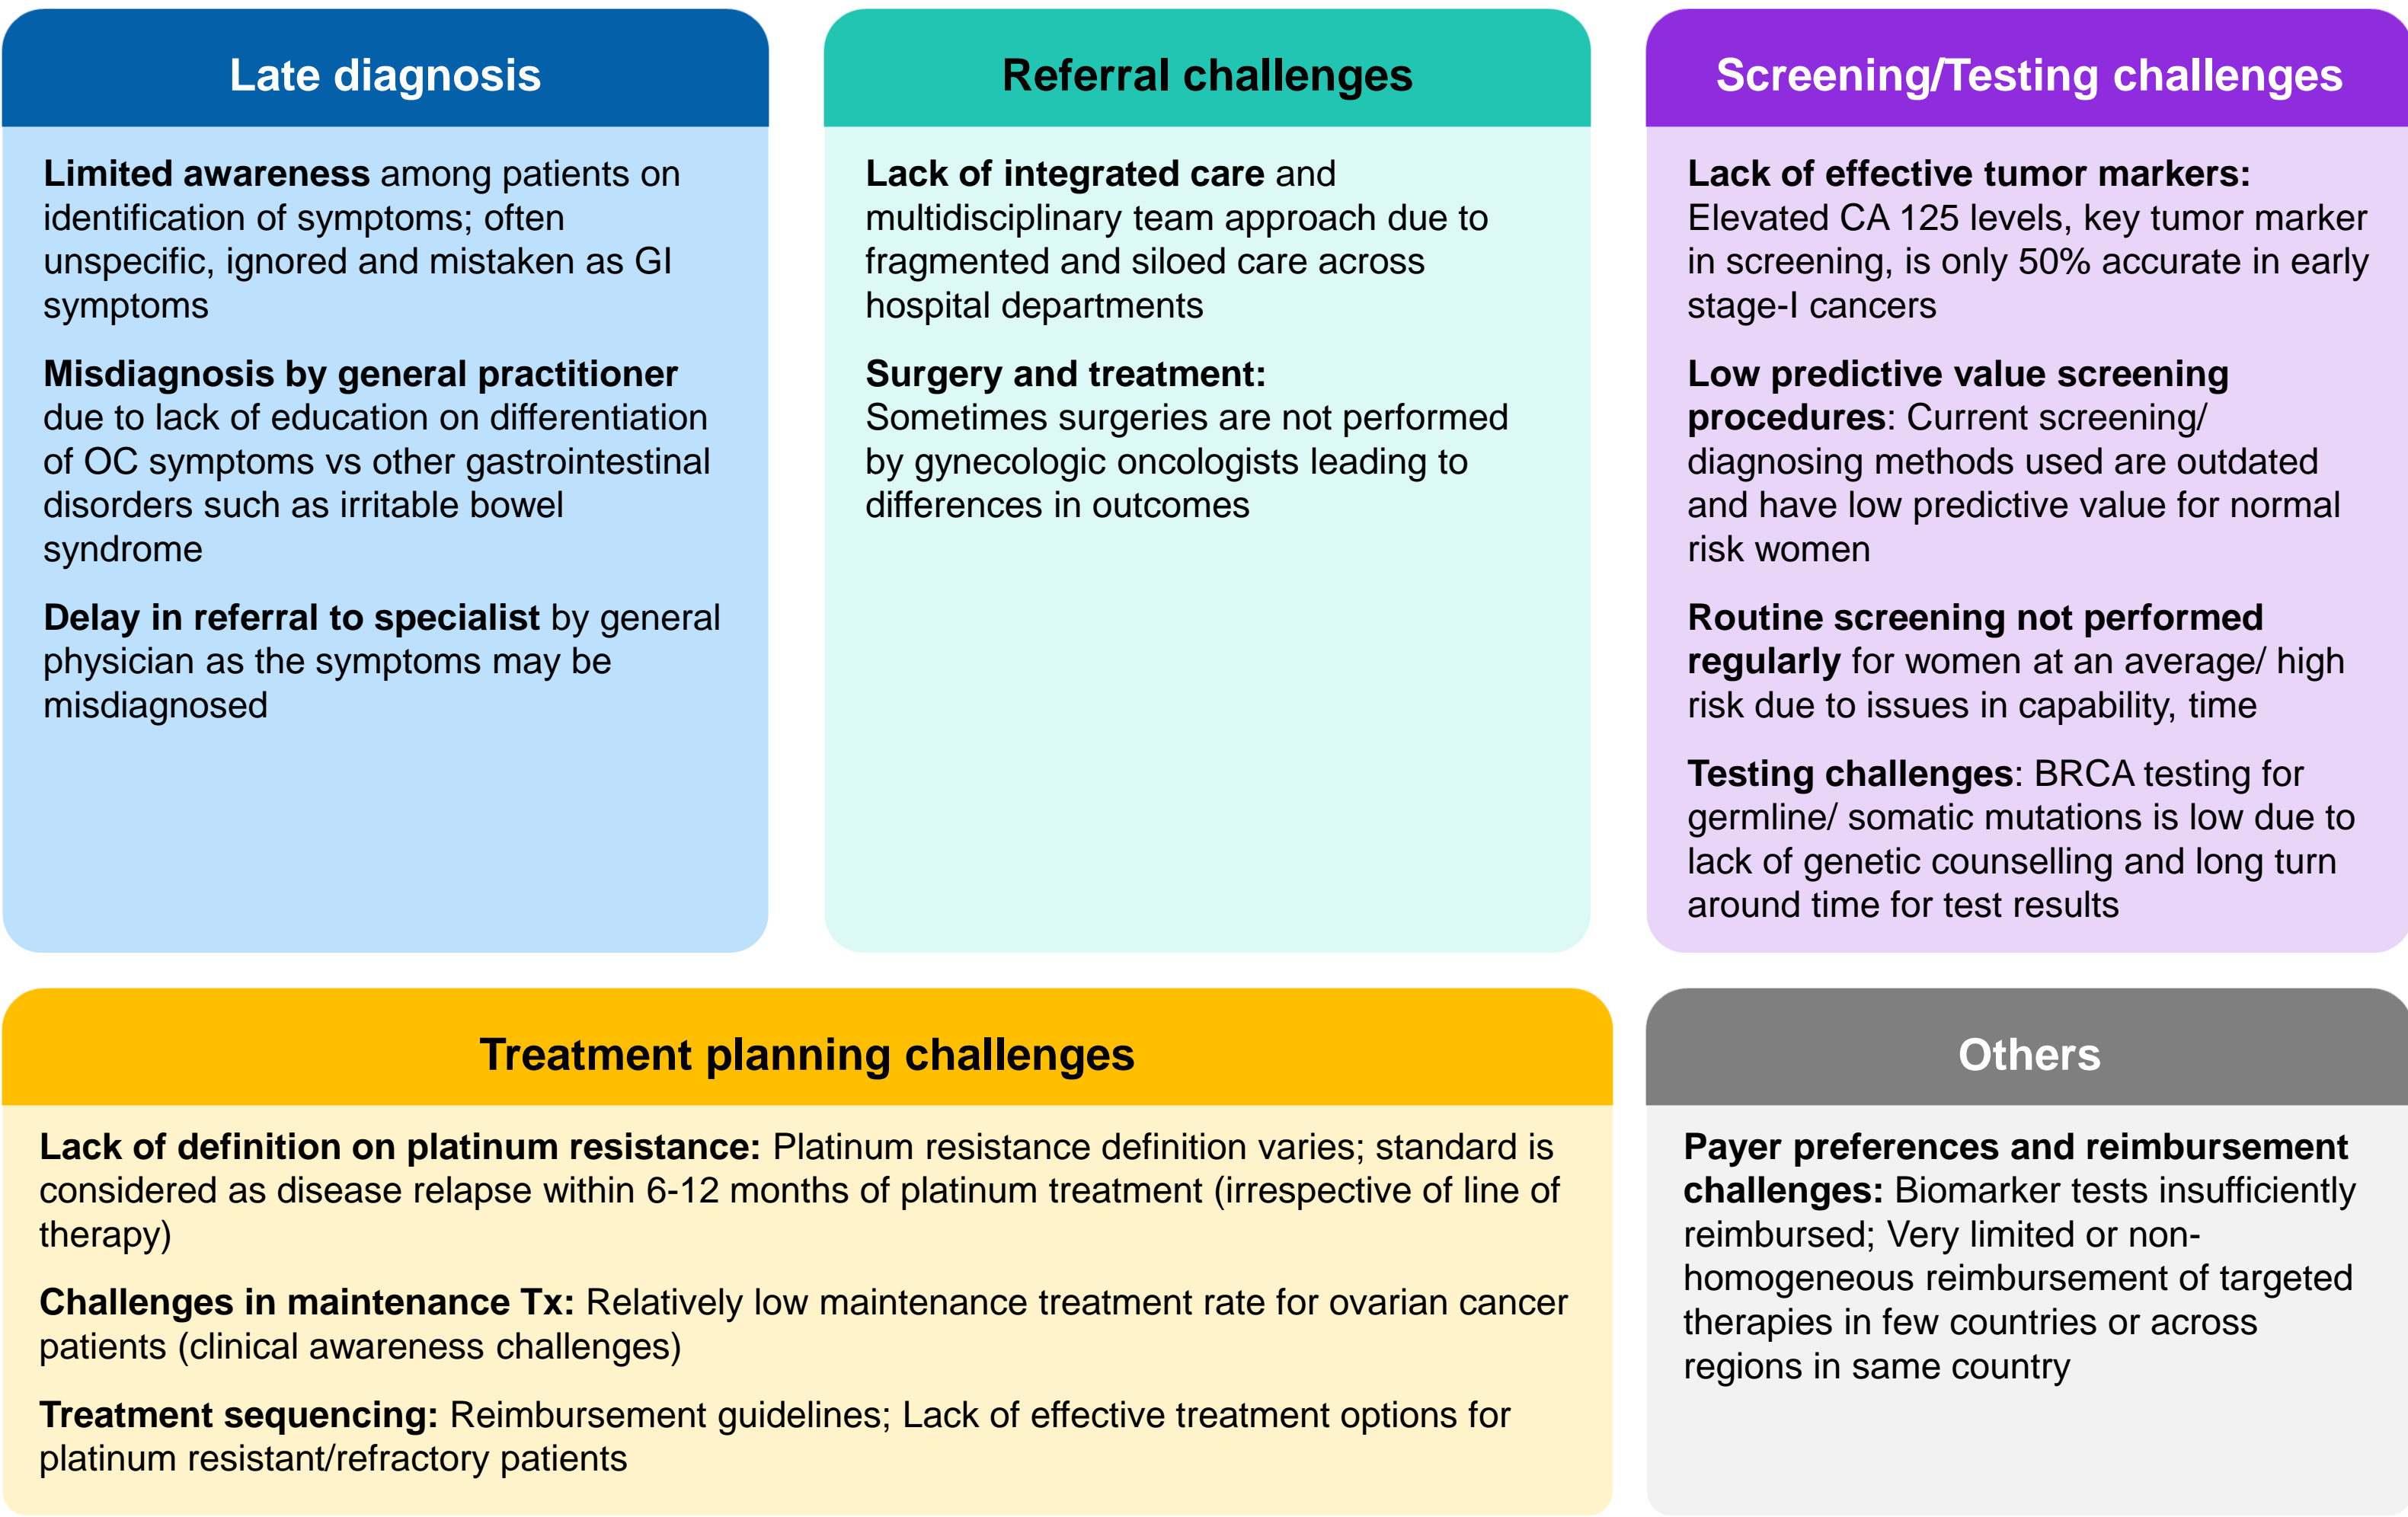 Late diagnosis
Limited awareness among patients on
identification of symptoms; often
unspecific, ignored and mistaken as GI
symptoms
Misdiagnosis by general practitioner
due to lack of education on differentiation
of OC symptoms vs other gastrointestinal
disorders such as irritable bowel
syndrome
Delay in referral to specialist by general
physician as the symptoms may be
misdiagnosed
Referral challenges
Lack of integrated care and
multidisciplinary team approach due to
fragmented and siloed care across
hospital departments
Surgery and treatment:
Sometimes surgeries are not performed
by gynecologic oncologists leading to
differences in outcomes
Screening/Testing challenges
Lack of effective tumor markers:
Elevated CA 125 levels, key tumor marker
in screening, is only 50% accurate in early
stage-I cancers
Low predictive value screening
procedures: Current screening/
diagnosing methods used are outdated
and have low predictive value for normal
risk women
Routine screening not performed
regularly for women at an average/ high
risk due to issues in capability, time
Testing challenges: BRCA testing for
germline/ somatic mutations is low due to
lack of genetic counselling and long turn
around time for test results
Treatment planning challenges
Lack of definition on platinum resistance: Platinum resistance definition varies; standard is
considered as disease relapse within 6-12 months of platinum treatment (irrespective of line of
therapy)
Challenges in maintenance Tx: Relatively low maintenance treatment rate for ovarian cancer
patients (clinical awareness challenges)
Treatment sequencing: Reimbursement guidelines; Lack of effective treatment options for
platinum resistant/refractory patients
Others
Payer preferences and reimbursement
challenges: Biomarker tests insufficiently
reimbursed; Very limited or non-
homogeneous reimbursement of targeted
therapies in few countries or across
regions in same country